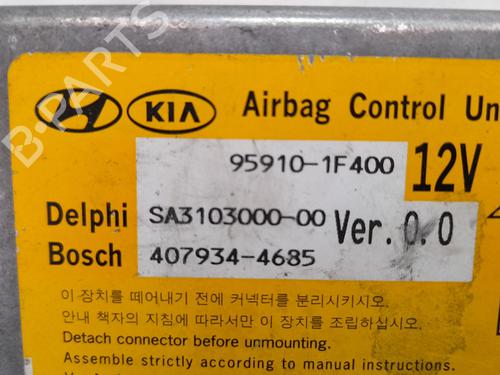 B-PARTS
KIA Airbag Control Un
95910-1F400 12V
Delphi SA3103000-00 Ver. 0.0
Bosch 407934-4685
이 장치를 떼어내기 전에 커넥터를 분리시키시오.
안내 책자의 지침에 따라서만 이 장치를 조립하십시오.
Detach connector before unmounting.
Assemble strictly according to manual instructions.